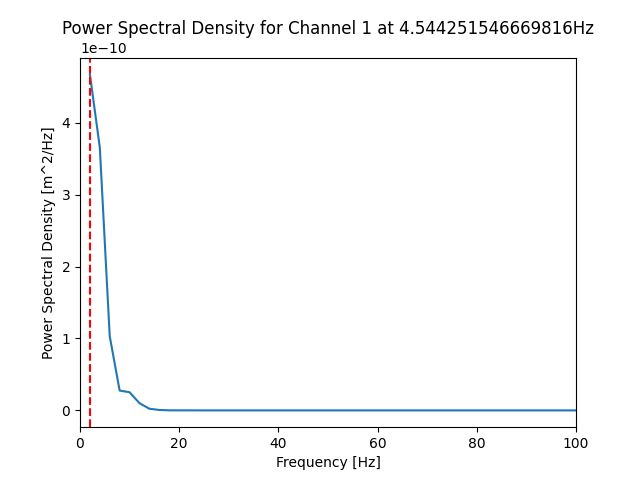 Power Spectral Density for Channel 1 at 4.544251546669816Hz
1e−10
4
3
2
1
0
Power Spectral Density [m^2/Hz]
0 20 40 60 80 100
Frequency [Hz]